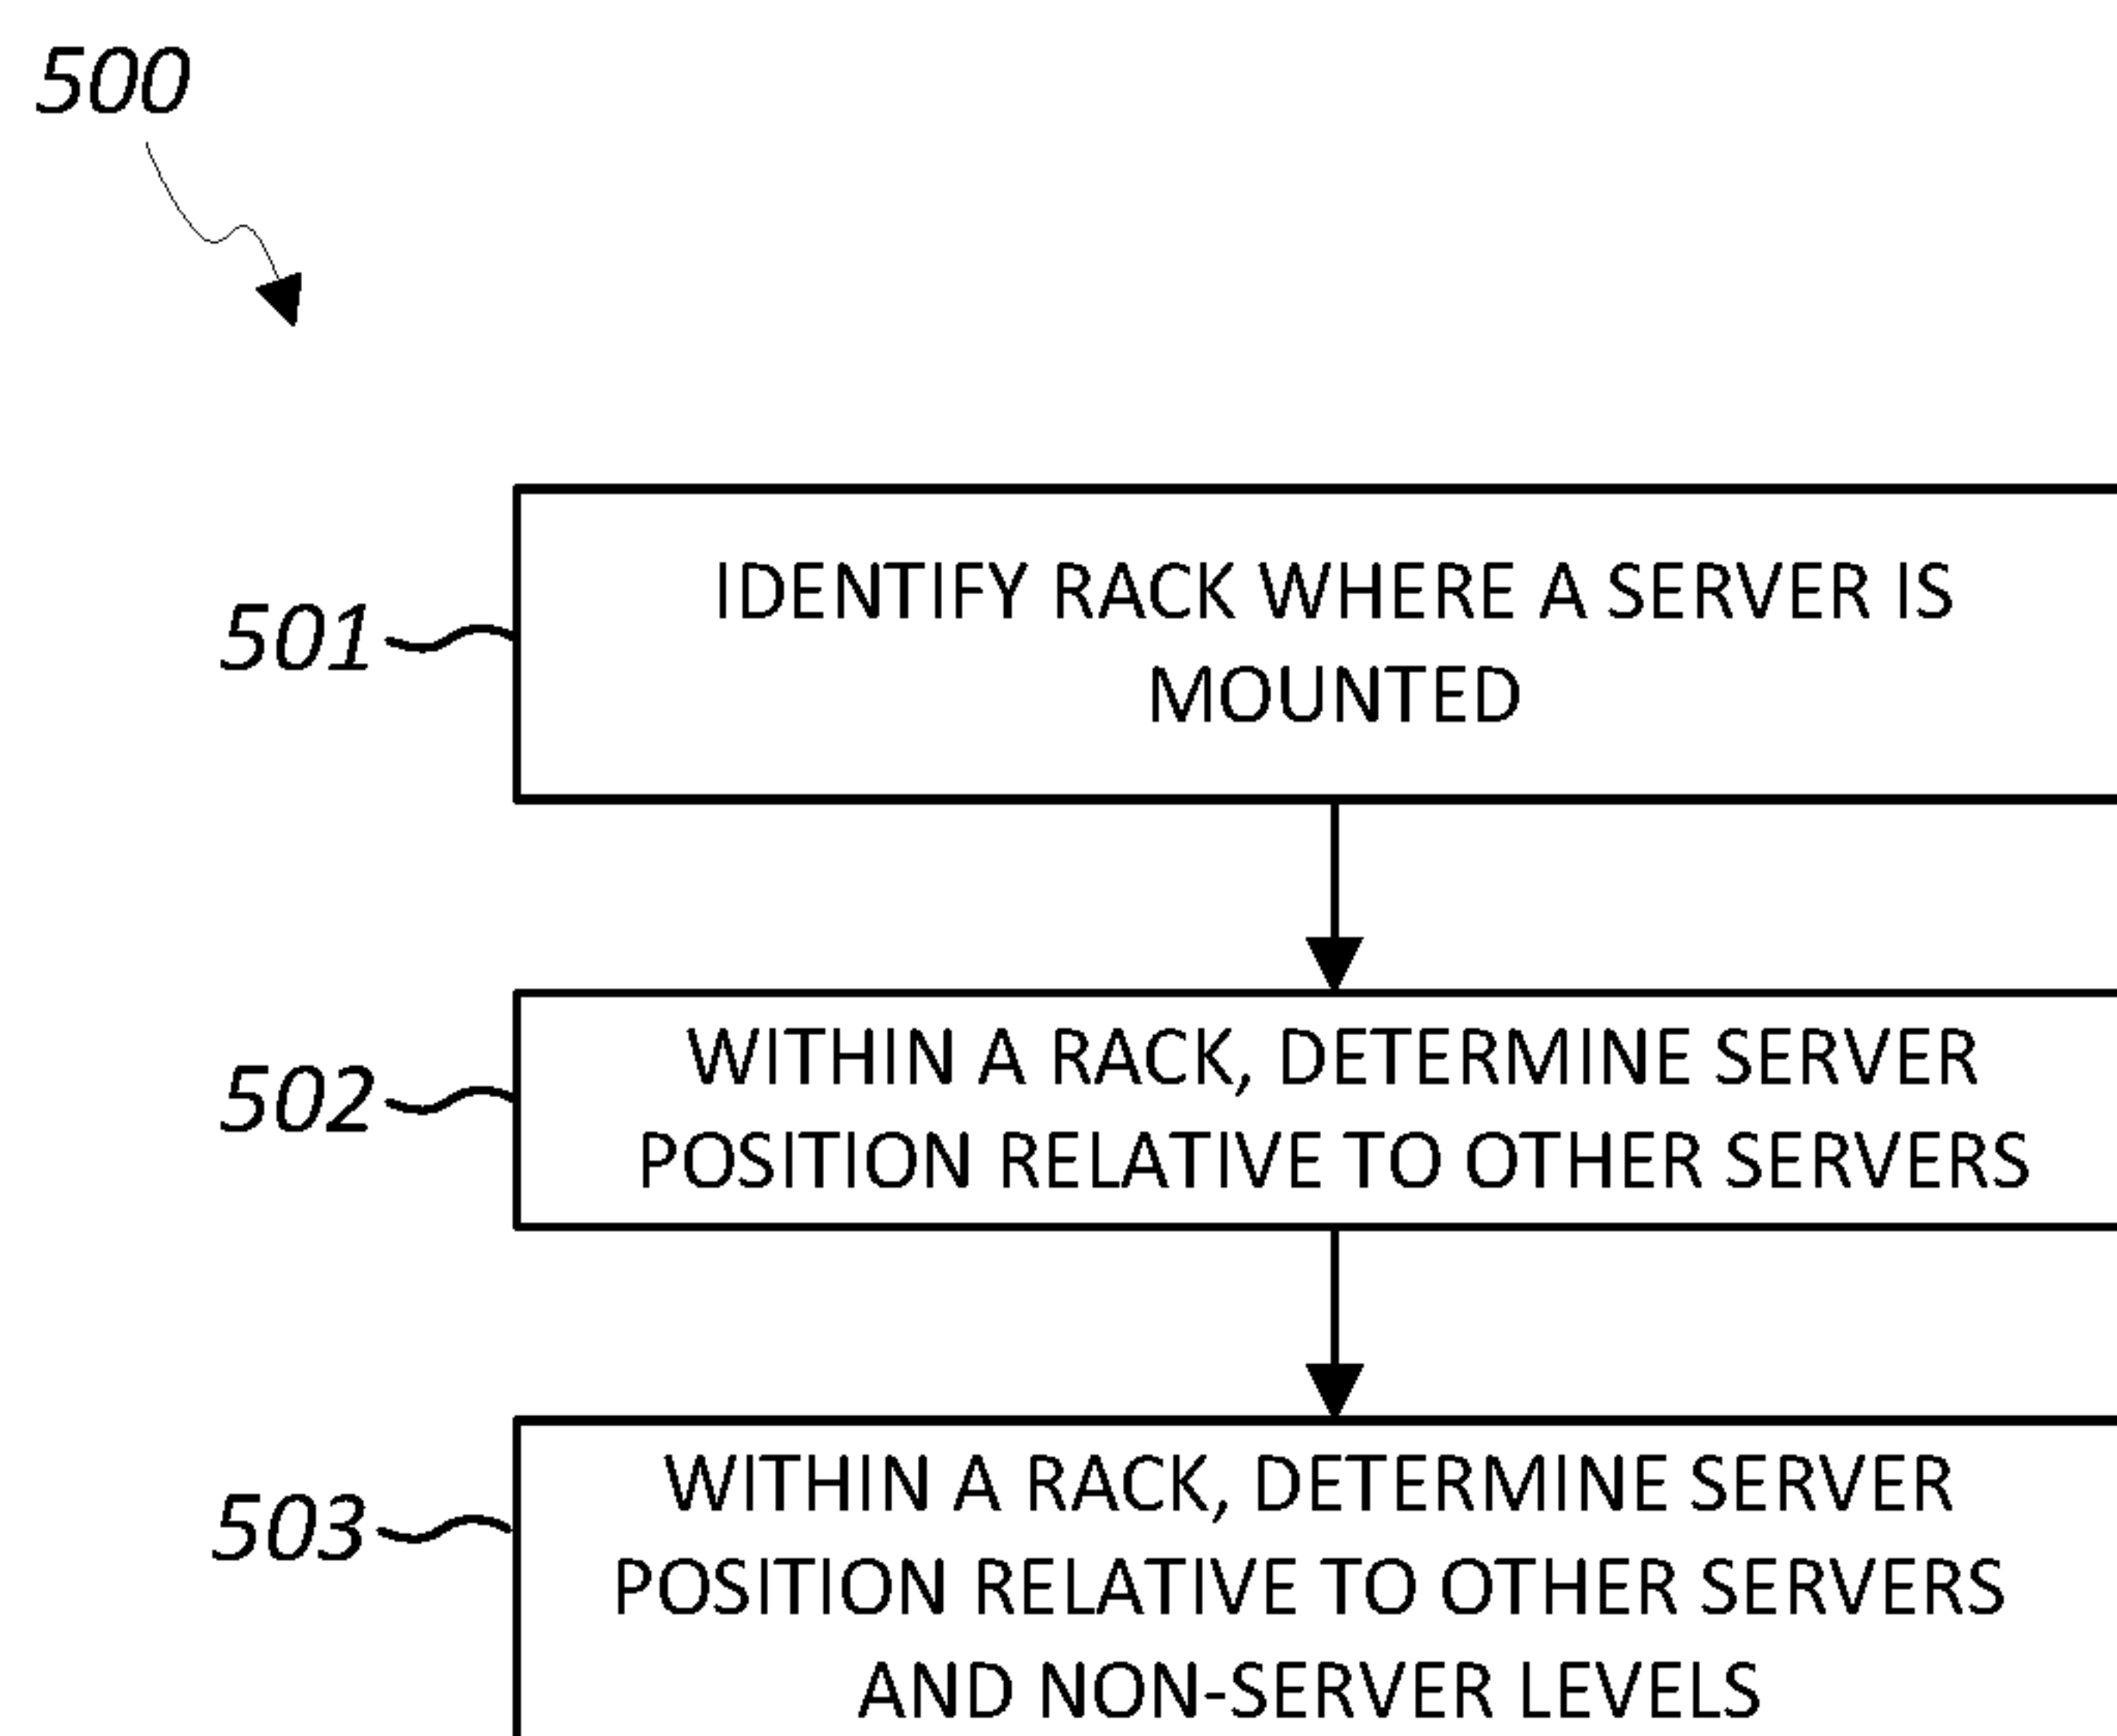 500
501
IDENTIFY RACK WHERE A SERVER IS
MOUNTED
502
WITHIN A RACK, DETERMINE SERVER
POSITION RELATIVE TO OTHER SERVERS
503
WITHIN A RACK, DETERMINE SERVER
POSITION RELATIVE TO OTHER SERVERS
AND NON-SERVER LEVELS